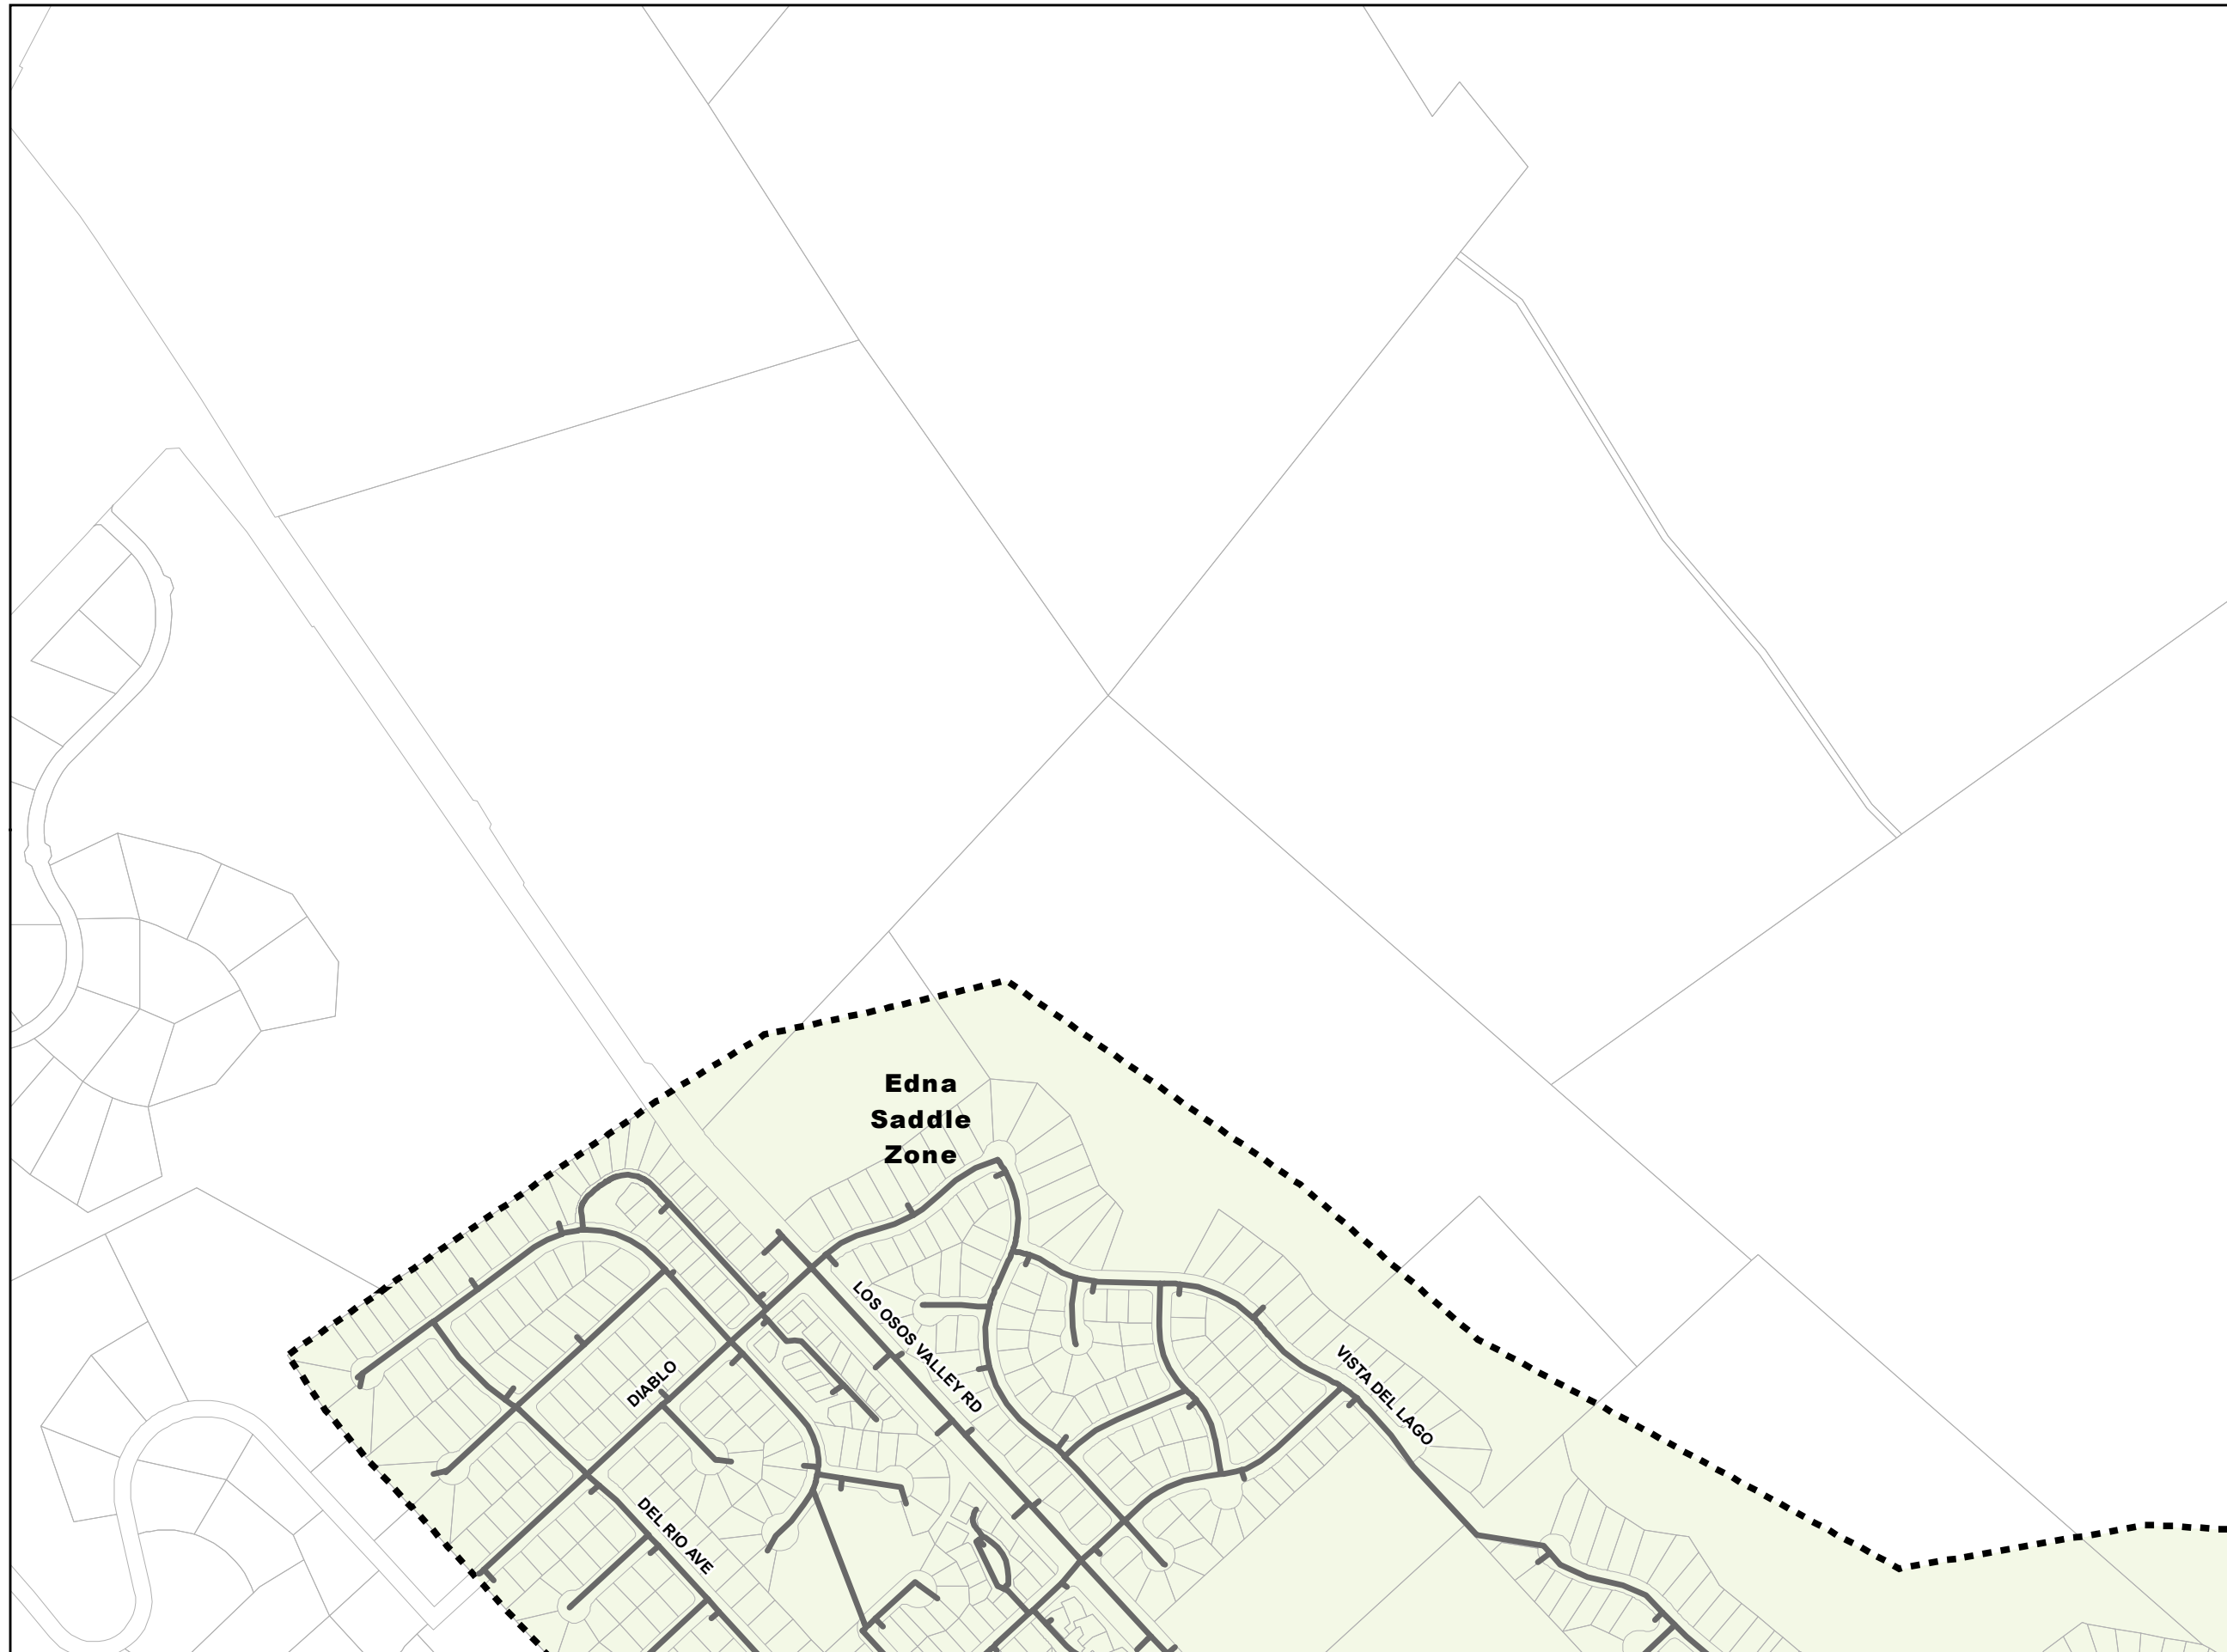 Edna
Saddle
Zone
LOS OSOS VALLEY RD
VISTA DEL LAGO
DIABLO
DEL RIO AVE